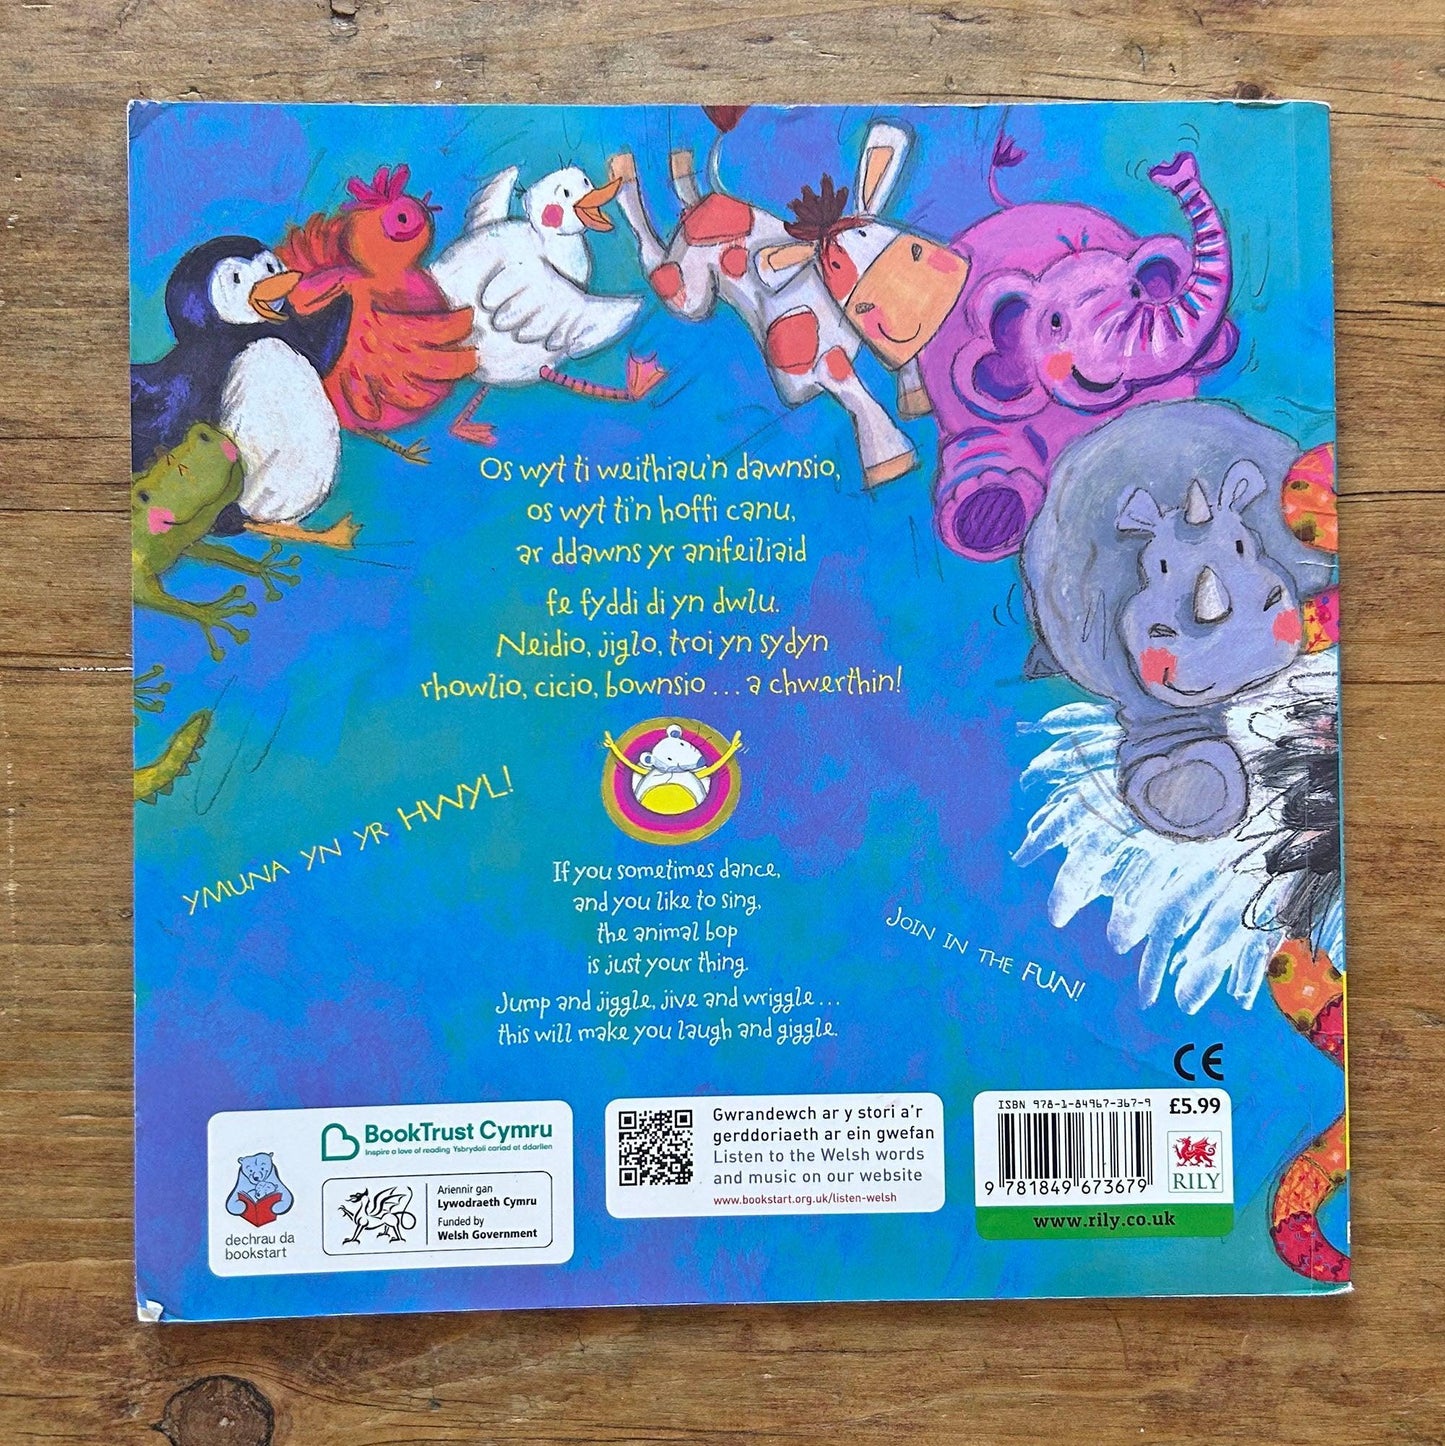 Os wyt ti weithiau'n dawnsio,
os wyt ti'n hoffi canu,
ar ddawns yr anifeiliaid
fe fyddi di yn dwlu.
Neidio, jiglo, troi yn sydyn
rhowlio, cicio, bownsio ... a chwerthin!
YMUNA YN YR HWYL!
If you sometimes dance,
and you like to sing,
the animal bop
is just your thing.
Jump and jiggle, jive and wriggle ...
this will make you laugh and giggle.
JOIN IN THE FUN!
CE
dechrau da
bookstart
BookTrust Cymru
Inspire a love of reading Ysbrydoli cariad at ddarllen
Ariennir gan
Lywodraeth Cymru
Funded by
Welsh Government
Gwrandewch ar y stori a'r
gerddoriaeth ar ein gwefan
Listen to the Welsh words
and music on our website
www.bookstart.org.uk/listen-welsh
ISBN 978-1-84967-367-9
£5.99
9 781849 673679
RILY
www.rily.co.uk